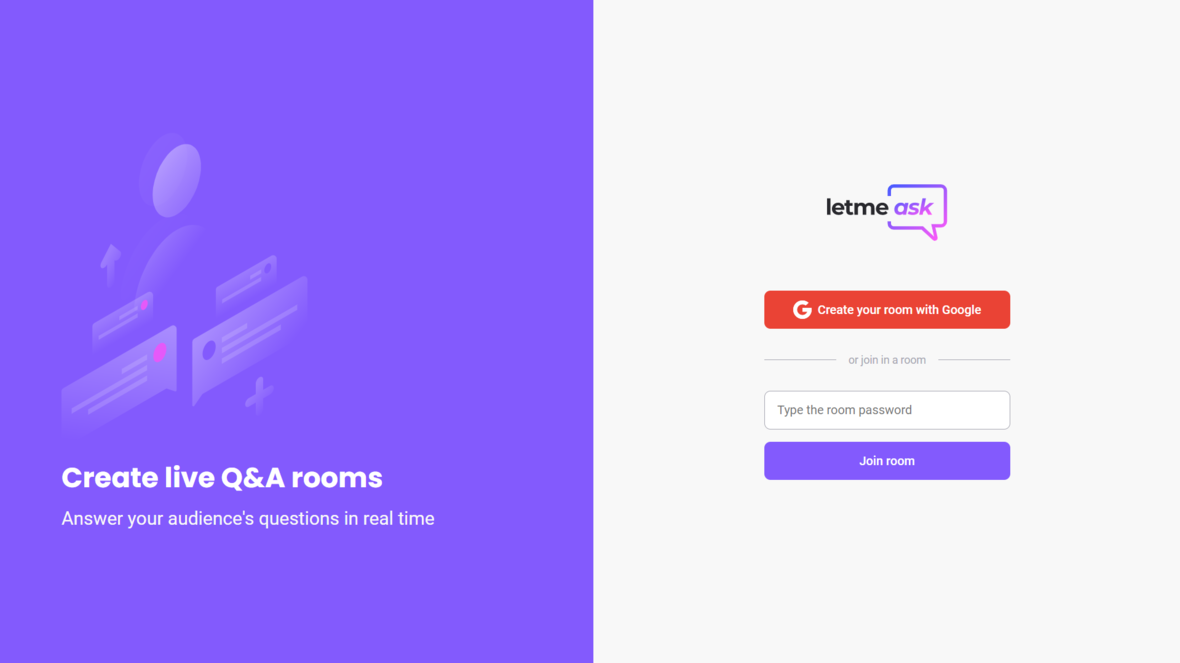 Create live Q&A rooms
Answer your audience's questions in real time
letme ask
Create your room with Google
or join in a room
Type the room password
Join room